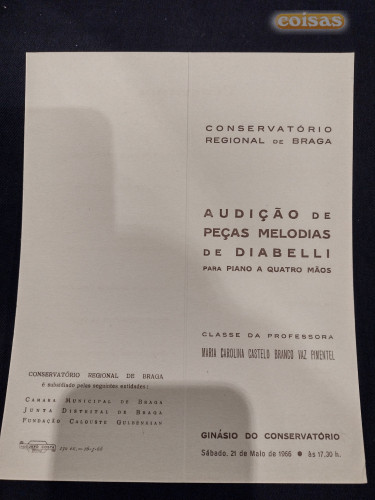 coisas
CONSERVATÓRIO
REGIONAL DE BRAGA
AUDIÇÃO DE
PEÇAS MELODIAS
DE DIABELLI
PARA PIANO A QUATRO MÃOS
CLASSE DA PROFESSORA
MARIA CAROLINA CASTELO BRANCO VAZ PIMENTEL
GINÁSIO DO CONSERVATÓRIO
Sábado, 21 de Maio de 1966 ● às 17,30 h.
CONSERVATÓRIO REGIONAL DE BRAGA
é subsidiado pelas seguintes entidades:
CAMARA MUNICIPAL DE BRAGA
JUNTA DISTRITAL DE BRAGA
FUNDAÇÃO CALOUSTE GULBENKIAN